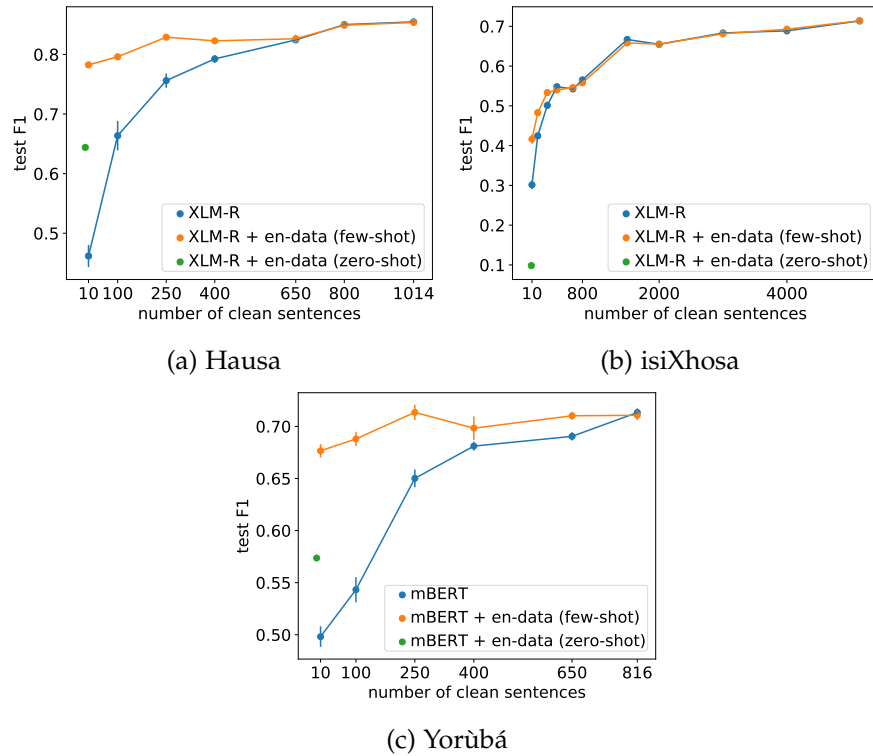 0.8
0.7
0.6
0.5
test F1
XLM-R
XLM-R + en-data (few-shot)
XLM-R + en-data (zero-shot)
10 100 250 400 650 800 1014
number of clean sentences
(a) Hausa
0.7
0.6
0.5
0.4
0.3
0.2
0.1
test F1
XLM-R
XLM-R + en-data (few-shot)
XLM-R + en-data (zero-shot)
10 800 2000 4000
number of clean sentences
(b) isiXhosa
0.70
0.65
0.60
0.55
0.50
test F1
mBERT
mBERT + en-data (few-shot)
mBERT + en-data (zero-shot)
10 100 250 400 650 816
number of clean sentences
(c) Yorùbá